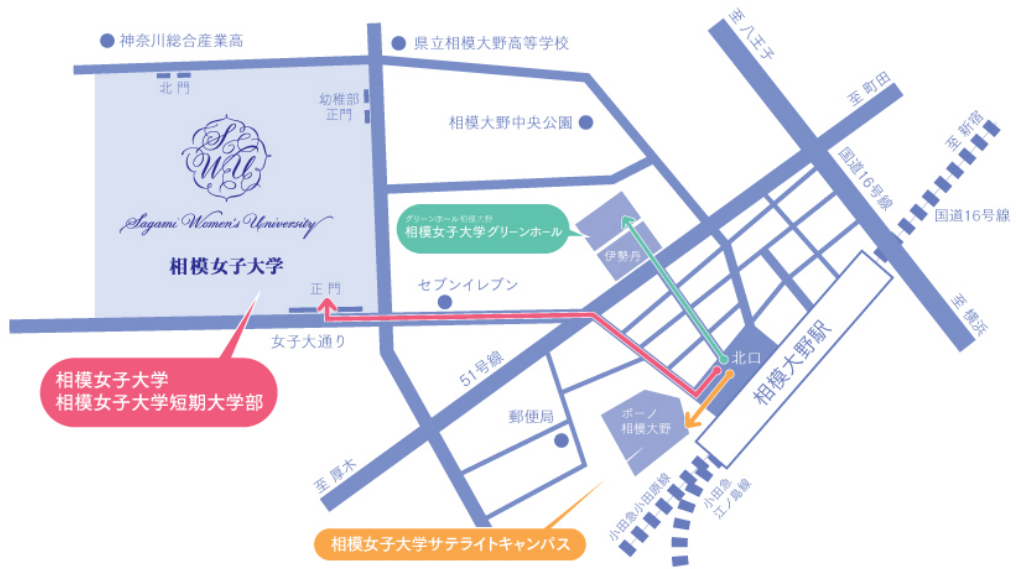 神奈川総合産業高
県立相模大野高等学校
至八王子
至町田
至新宿
北門
幼稚部
正門
相模大野中央公園
国道16号線
国道16号線
SWU
Sagami Women's University
相模女子大学
グリーンホール相模大野
相模女子大学グリーンホール
伊勢丹
正門
セブンイレブン
女子大通り
至横浜
51号線
北口
相模大野駅
相模女子大学
相模女子大学短期大学部
郵便局
ボーノ
相模大野
至厚木
小田急小田原線
小田急
江ノ島線
相模女子大学サテライトキャンパス